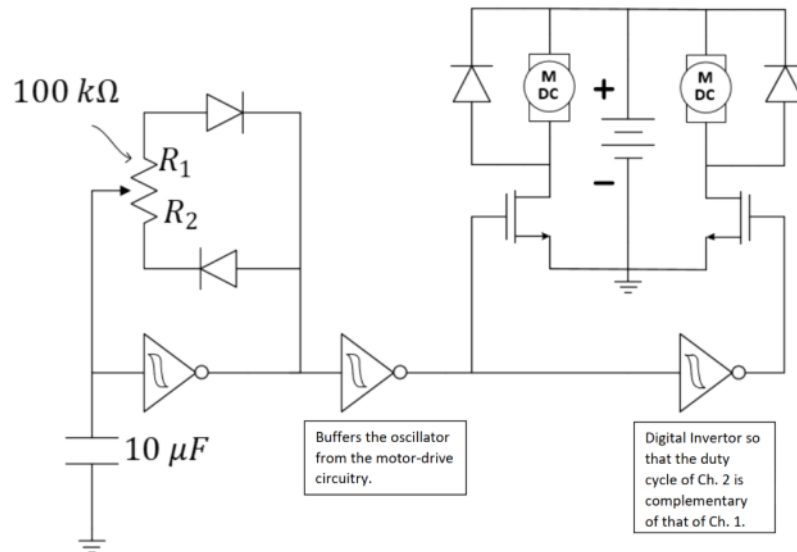 100 kΩ
R1
R2
10 μF
M
DC
+
−
M
DC
Buffers the oscillator
from the motor-drive
circuitry.
Digital Invertor so
that the duty
cycle of Ch. 2 is
complementary
of that of Ch. 1.